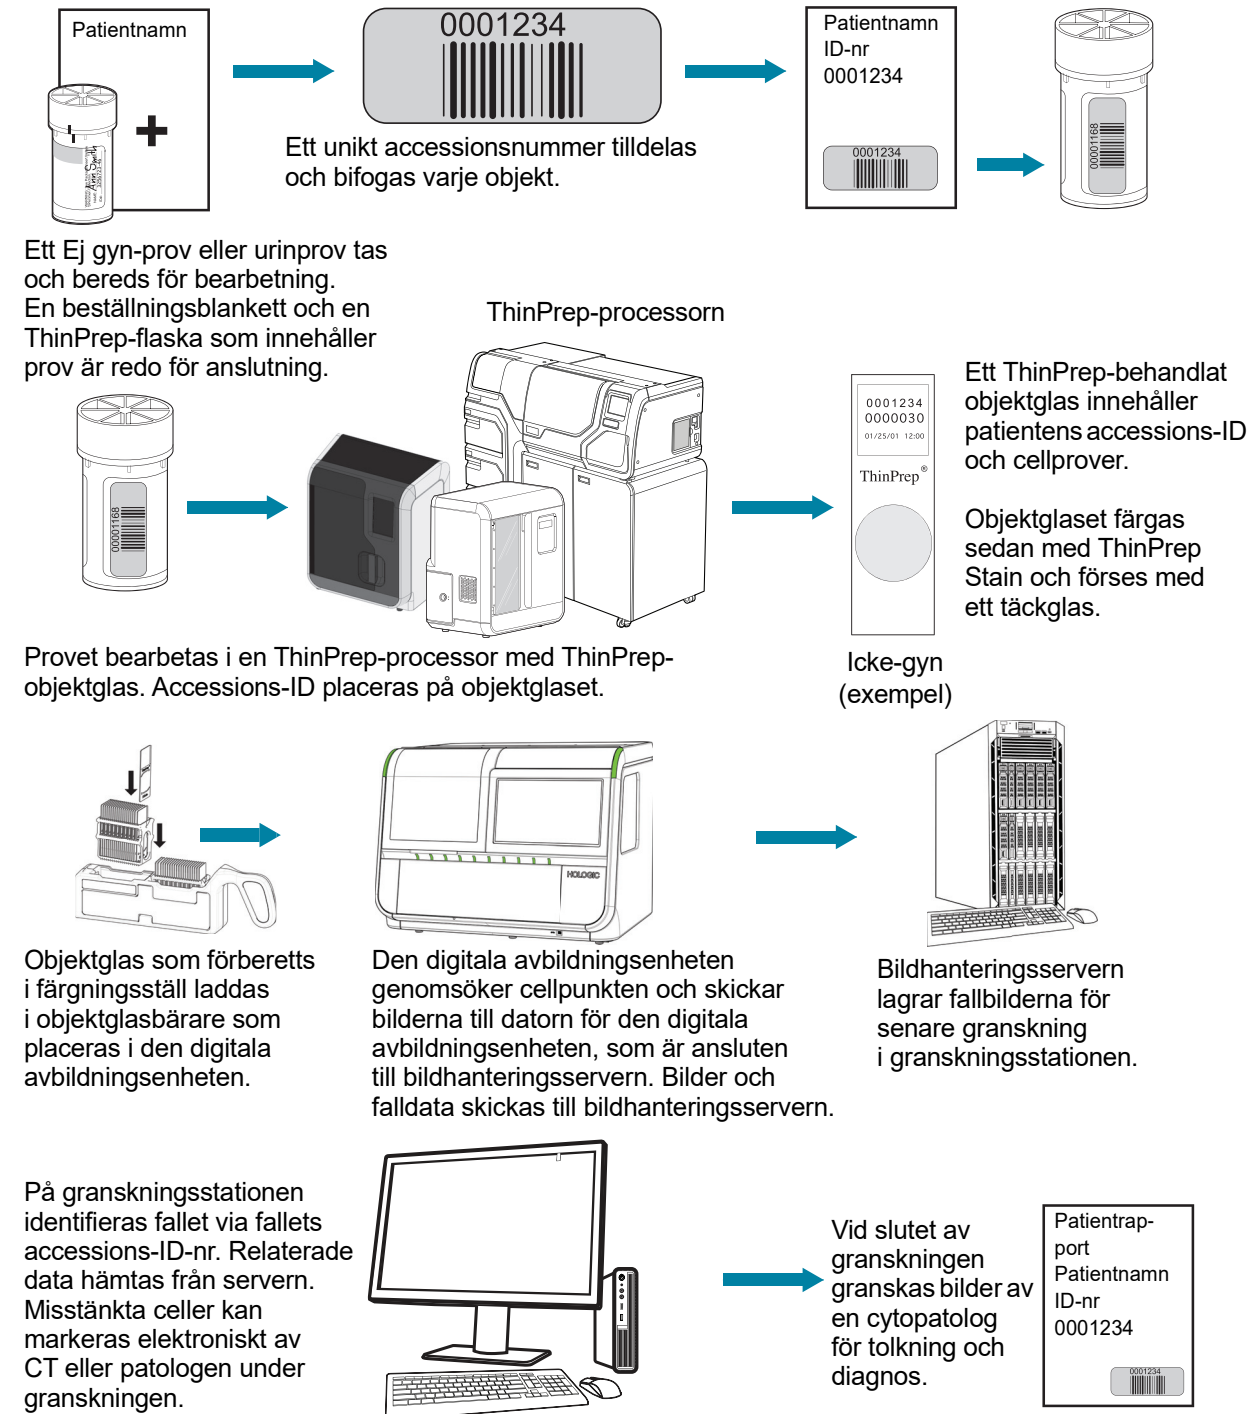 Patientnamn
Ann Smith
0001234
Ett unikt accessionsnummer tilldelas
och bifogas varje objekt.
Patientnamn
ID-nr
0001234
0001234
00001168
Ett Ej gyn-prov eller urinprov tas
och bereds för bearbetning.
En beställningsblankett och en
ThinPrep-flaska som innehåller
prov är redo för anslutning.
ThinPrep-processorn
00001168
0001234
0000030
01/25/01 12:00
ThinPrep®
Icke-gyn
(exempel)
Ett ThinPrep-behandlat
objektglas innehåller
patientens accessions-ID
och cellprover.
Objektglaset färgas
sedan med ThinPrep
Stain och förses med
ett täckglas.
Provet bearbetas i en ThinPrep-processor med ThinPrep-
objektglas. Accessions-ID placeras på objektglaset.
HOLOGIC
Objektglas som förberetts
i färgningsställ laddas
i objektglasbärare som
placeras i den digitala
avbildningsenheten.
Den digitala avbildningsenheten
genomsöker cellpunkten och skickar
bilderna till datorn för den digitala
avbildningsenheten, som är ansluten
till bildhanteringsservern. Bilder och
falldata skickas till bildhanteringsservern.
Bildhanteringsservern
lagrar fallbilderna för
senare granskning
i granskningsstationen.
På granskningsstationen
identifieras fallet via fallets
accessions-ID-nr. Relaterade
data hämtas från servern.
Misstänkta celler kan
markeras elektroniskt av
CT eller patologen under
granskningen.
Vid slutet av
granskningen
granskas bilder av
en cytopatolog
för tolkning och
diagnos.
Patientrap-
port
Patientnamn
ID-nr
0001234
0001234